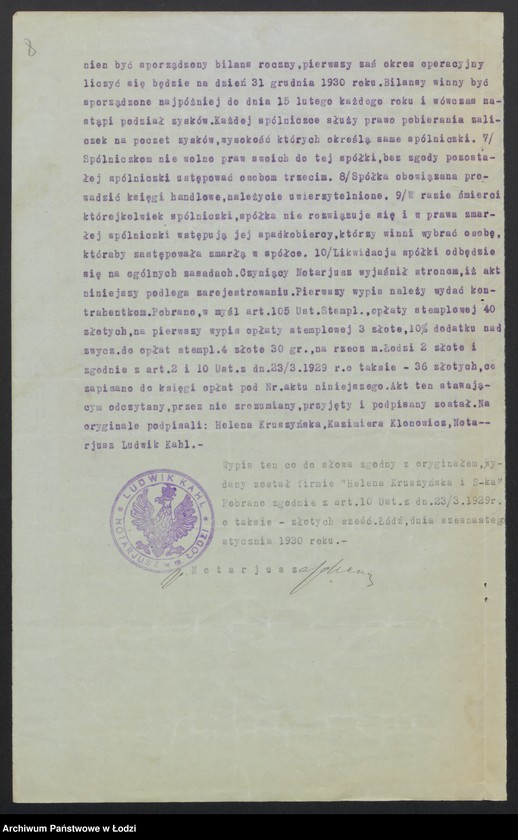 8
nien być sporządzony bilans roczny,pierwszy zaś okres operacyjny
liczyć się będzie na dzień 31 grudnia 1930 roku.Bilansy winny być
sporządzone najpóźniej do dnia 15 lutego każdego roku i wówczas na-
stąpi podział zysków.Każdej spólniczce służy prawo pobierania zali-
czek na poczet zysków,wysokość których określą same spólniczki. 7/
Spólniczkom nie wolno praw swoich do tej spółki,bez zgody pozosta-
łej spólniczki ustępować osobom trzecim. 8/Spółka obowiązana pro-
wadzić księgi handlowe,należycie uwierzytelnione. 9/W razie śmierci
którejkolwiek spólniczki,spółka nie rozwiązuje się i w prawa zmar-
łej spólniczki wstępują jej spadkobiercy,którzy winni wybrać osobę,
któraby zastępowała zmarłą w spółce. 10/Likwidacja spółki odbędzie
się na ogólnych zasadach.Czyniący Notarjusz wyjaśnił stronom,iż akt
niniejszy podlega zarejestrowaniu.Pierwszy wypis należy wydać kon-
trahentkom.Pobrano,w myśl art.105 Ust.Stempl.,opłaty stemplowej 40
złotych,na pierwszy wypis opłaty stemplowej 3 złote,10% dodatku nad
zwycz.do opłat stempl.4 złote 30 gr.,na rzecz m.Łodzi 2 złote i
zgodnie z art.2 i 10 Ust.z dn.23/3.1929 r.o taksie - 36 złotych,co
zapisano do księgi opłat pod Nr.aktu niniejszego.Akt ten stawają-
cym odczytany,przez nie zrozumiany,przyjęty i podpisany został.Na
oryginale podpisali: Helena Kruszyńska,Kazimiera Klonowicz,Nota--
rjusz Ludwik Kahl.-
Wypis ten co do słowa zgodny z oryginałem,wy-
dany został firmie "Helena Kruszyńska i S-ka"
Pobrano zgodnie z art.10 Ust.z dn.23/3.1929r.
o taksie - złotych sześć.Łódź,dnia szesnastego
stycznia 1930 roku.-
LUDWIK KAHL
NOTARJUSZ w m. ŁODZI
Notarjusz
Archiwum Państwowe w Łodzi